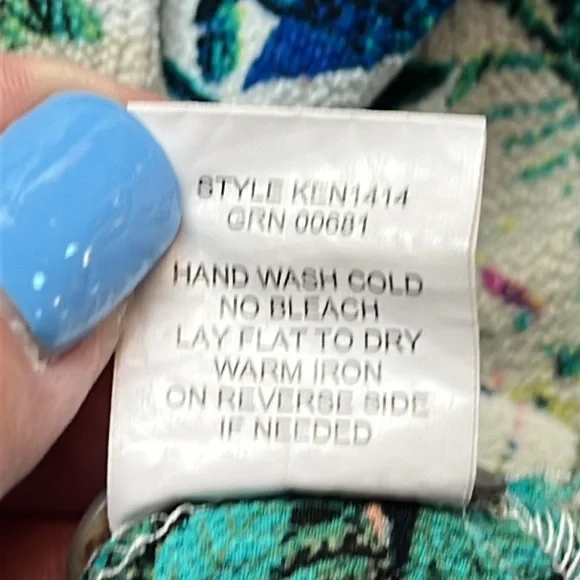 STYLE KEN1414
GRN 00681
HAND WASH COLD
NO BLEACH
LAY FLAT TO DRY
WARM IRON
ON REVERSE SIDE
IF NEEDED